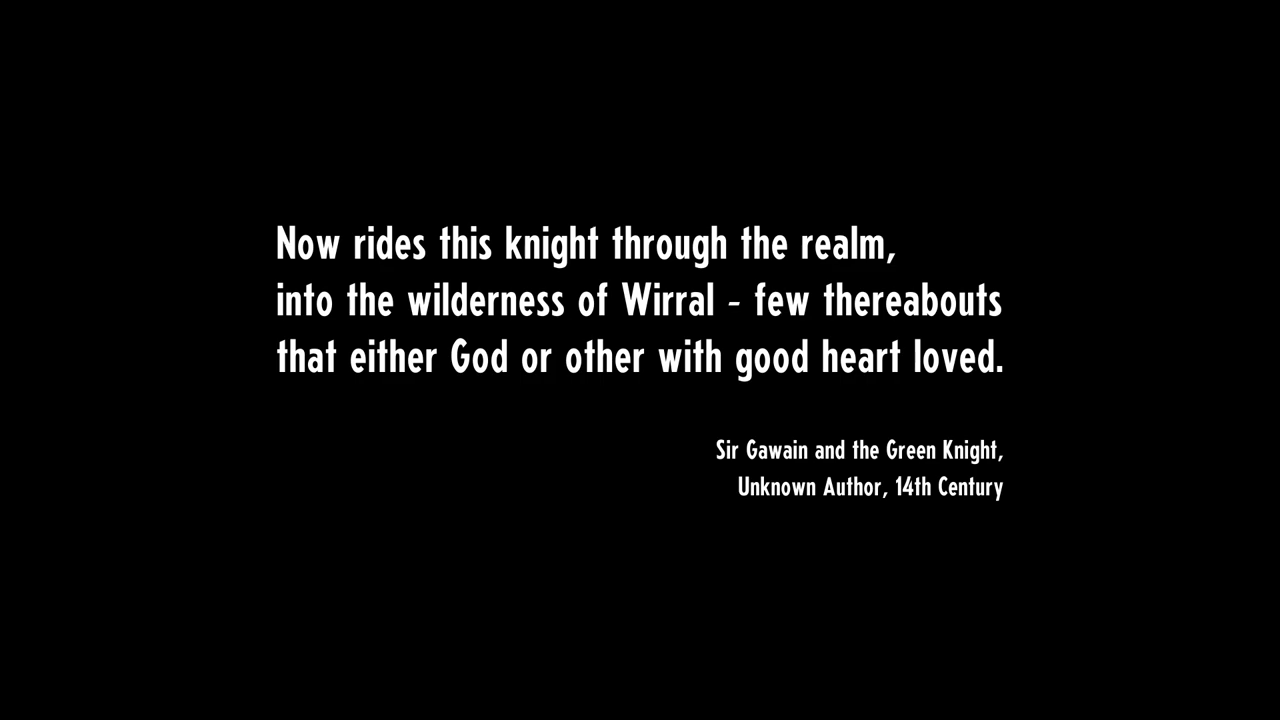 Now rides this knight through the realm,
into the wilderness of Wirral - few thereabouts
that either God or other with good heart loved.
Sir Gawain and the Green Knight,
Unknown Author, 14th Century